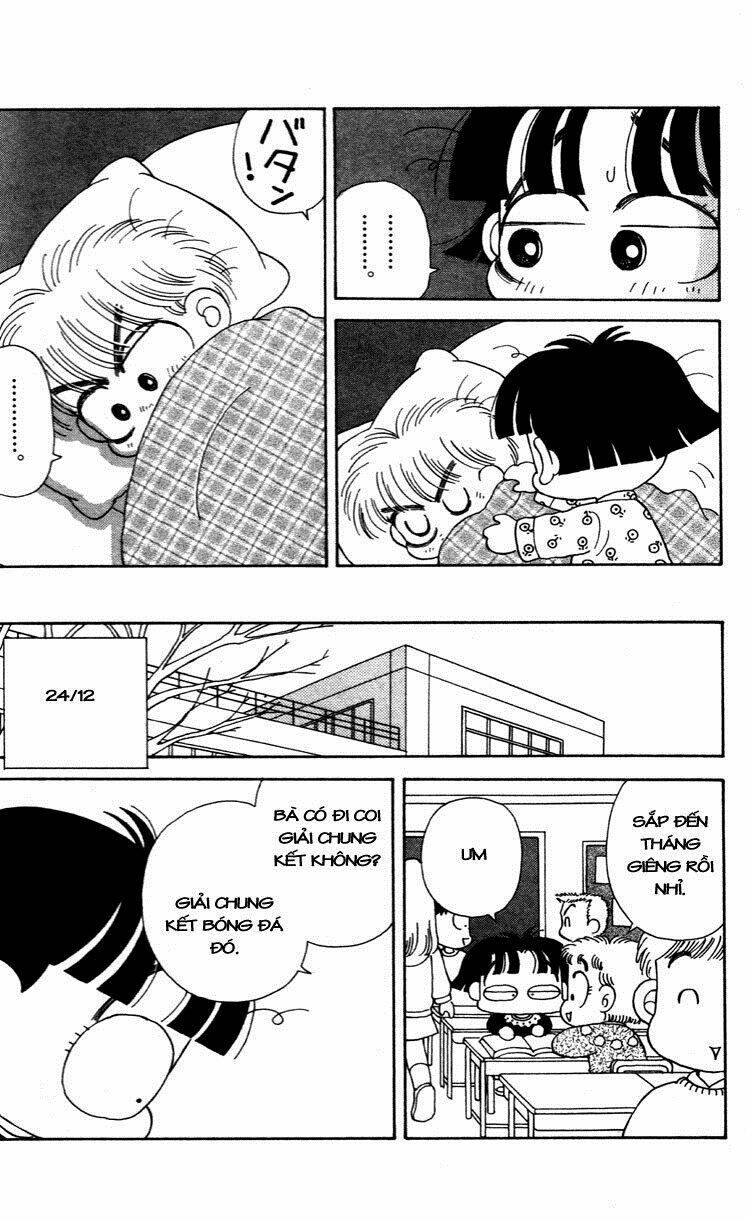 ………。
バタン！
………。
24/12
SẮP ĐẾN
THÁNG
GIÊNG RỒI
NHỈ.
ƯM
BÀ CÓ ĐI COI
GIẢI CHUNG
KẾT KHÔNG?
GIẢI CHUNG
KẾT BÓNG ĐÁ
ĐÓ.